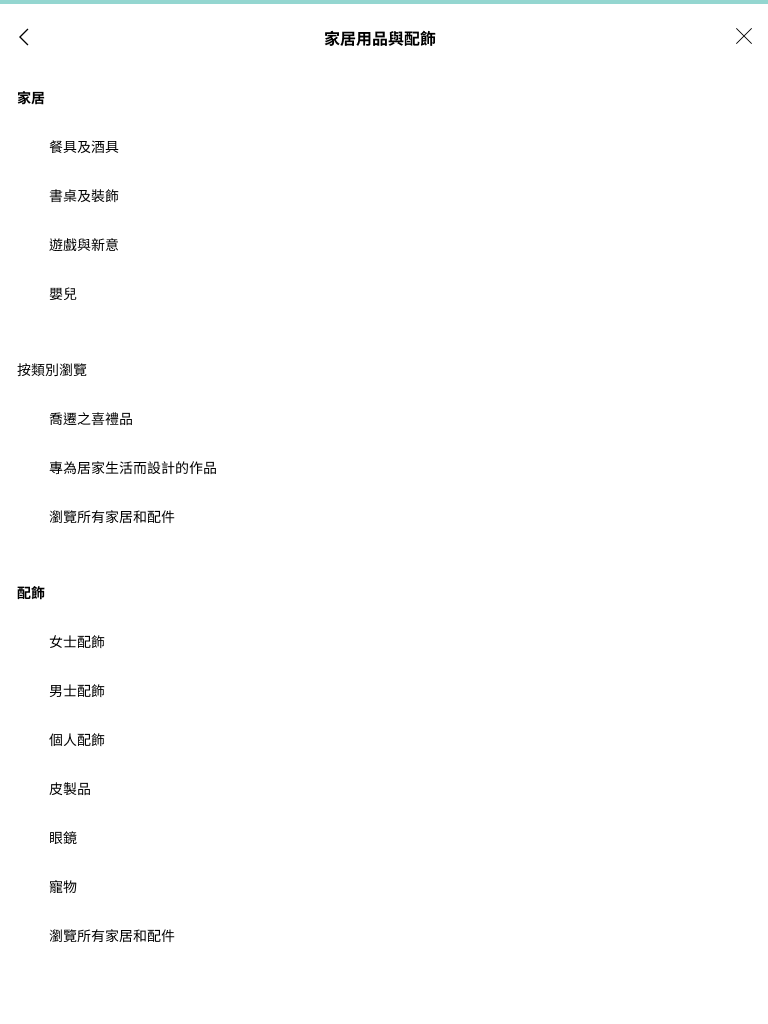 家居用品與配飾
家居
餐具及酒具
書桌及裝飾
遊戲與新意
嬰兒
按類別瀏覽
喬遷之喜禮品
專為居家生活而設計的作品
瀏覽所有家居和配件
配飾
女士配飾
男士配飾
個人配飾
皮製品
眼鏡
寵物
瀏覽所有家居和配件